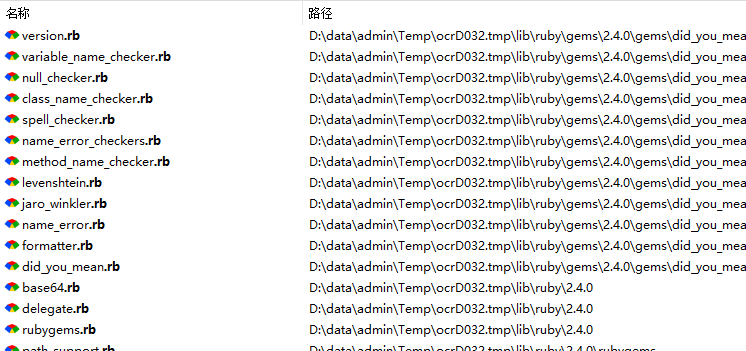 名称 路径
version.rb D:\data\admin\Temp\ocrD032.tmp\lib\ruby\gems\2.4.0\gems\did_you_mea
variable_name_checker.rb D:\data\admin\Temp\ocrD032.tmp\lib\ruby\gems\2.4.0\gems\did_you_mea
null_checker.rb D:\data\admin\Temp\ocrD032.tmp\lib\ruby\gems\2.4.0\gems\did_you_mea
class_name_checker.rb D:\data\admin\Temp\ocrD032.tmp\lib\ruby\gems\2.4.0\gems\did_you_mea
spell_checker.rb D:\data\admin\Temp\ocrD032.tmp\lib\ruby\gems\2.4.0\gems\did_you_mea
name_error_checkers.rb D:\data\admin\Temp\ocrD032.tmp\lib\ruby\gems\2.4.0\gems\did_you_mea
method_name_checker.rb D:\data\admin\Temp\ocrD032.tmp\lib\ruby\gems\2.4.0\gems\did_you_mea
levenshtein.rb D:\data\admin\Temp\ocrD032.tmp\lib\ruby\gems\2.4.0\gems\did_you_mea
jaro_winkler.rb D:\data\admin\Temp\ocrD032.tmp\lib\ruby\gems\2.4.0\gems\did_you_mea
name_error.rb D:\data\admin\Temp\ocrD032.tmp\lib\ruby\gems\2.4.0\gems\did_you_mea
formatter.rb D:\data\admin\Temp\ocrD032.tmp\lib\ruby\gems\2.4.0\gems\did_you_mea
did_you_mean.rb D:\data\admin\Temp\ocrD032.tmp\lib\ruby\gems\2.4.0\gems\did_you_mea
base64.rb D:\data\admin\Temp\ocrD032.tmp\lib\ruby\2.4.0
delegate.rb D:\data\admin\Temp\ocrD032.tmp\lib\ruby\2.4.0
rubygems.rb D:\data\admin\Temp\ocrD032.tmp\lib\ruby\2.4.0
path_support.rb D:\data\admin\Temp\ocrD032.tmp\lib\ruby\2.4.0\rubygems